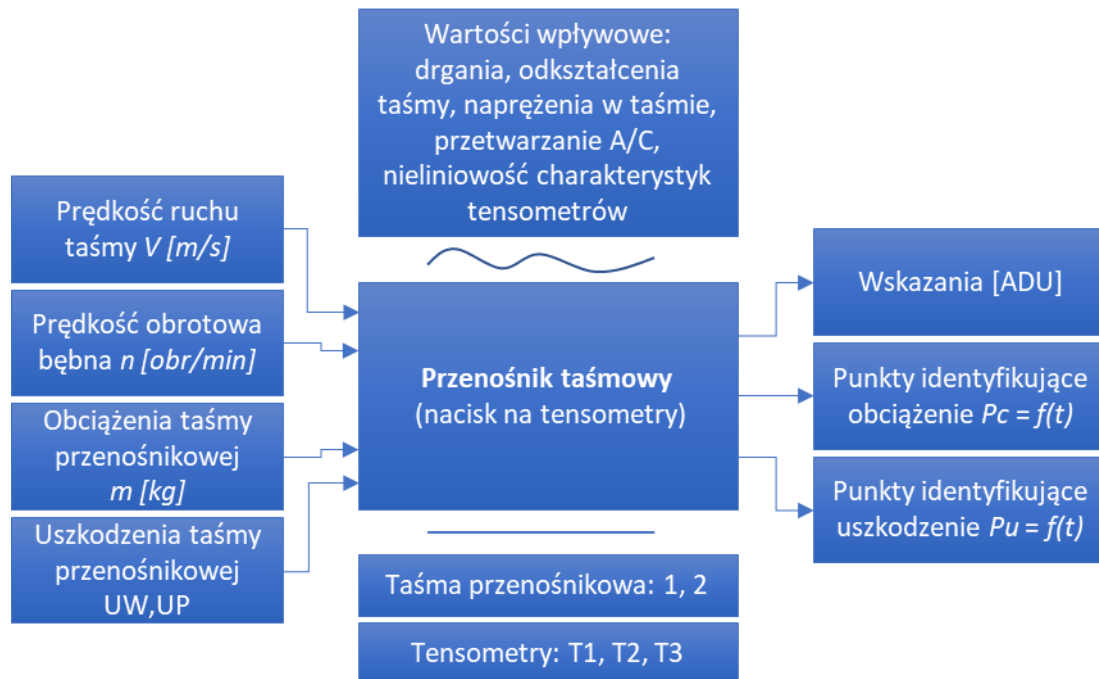 Wartości wpływowe:
drgania, odkształcenia
taśmy, naprężenia w taśmie,
przetwarzanie A/C,
nieliniowość charakterystyk
tensometrów
Prędkość ruchu
taśmy V [m/s]
Prędkość obrotowa
bębna n [obr/min]
Obciążenia taśmy
przenośnikowej
m [kg]
Uszkodzenia taśmy
przenośnikowej
UW,UP
Przenośnik taśmowy
(nacisk na tensometry)
Taśma przenośnikowa: 1, 2
Tensometry: T1, T2, T3
Wskazania [ADU]
Punkty identyfikujące
obciążenie Pc = f(t)
Punkty identyfikujące
uszkodzenie Pu = f(t)